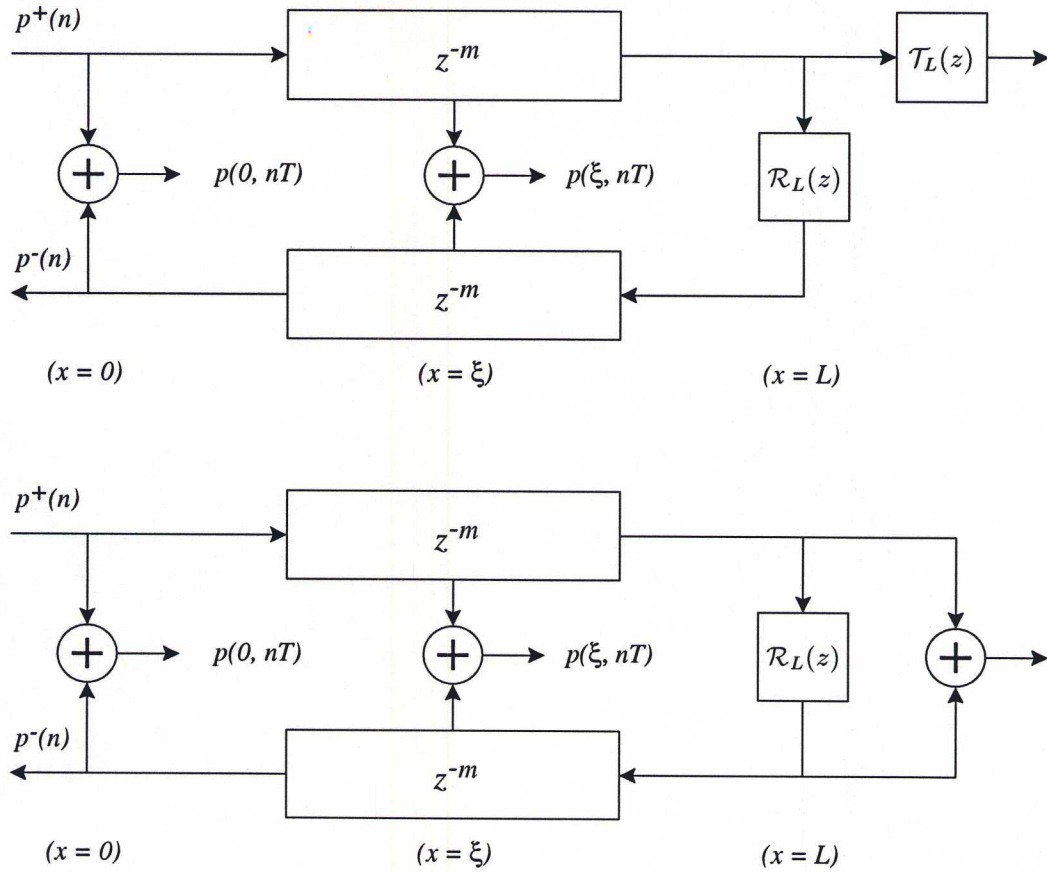 p⁺(n)
z⁻ᵐ
𝒯_L(z)
p(0, nT)
p(ξ, nT)
ℛ_L(z)
p⁻(n)
z⁻ᵐ
(x = 0)
(x = ξ)
(x = L)
p⁺(n)
z⁻ᵐ
p(0, nT)
p(ξ, nT)
ℛ_L(z)
p⁻(n)
z⁻ᵐ
(x = 0)
(x = ξ)
(x = L)